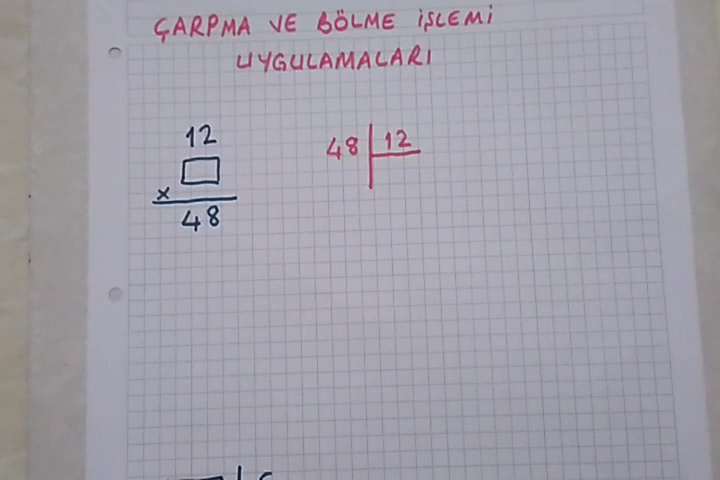 ÇARPMA VE BÖLME İŞLEMİ
UYGULAMALARI
12
x
48
48 12